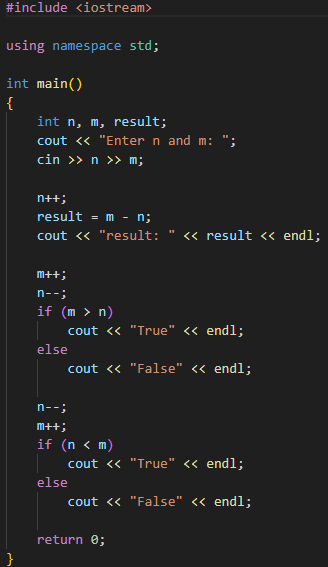 #include <iostream>
using namespace std;
int main()
{
int n, m, result;
cout << "Enter n and m: ";
cin >> n >> m;
n++;
result = m - n;
cout << "result: " << result << endl;
m++;
n--;
if (m > n)
cout << "True" << endl;
else
cout << "False" << endl;
n--;
m++;
if (n < m)
cout << "True" << endl;
else
cout << "False" << endl;
return 0;
}